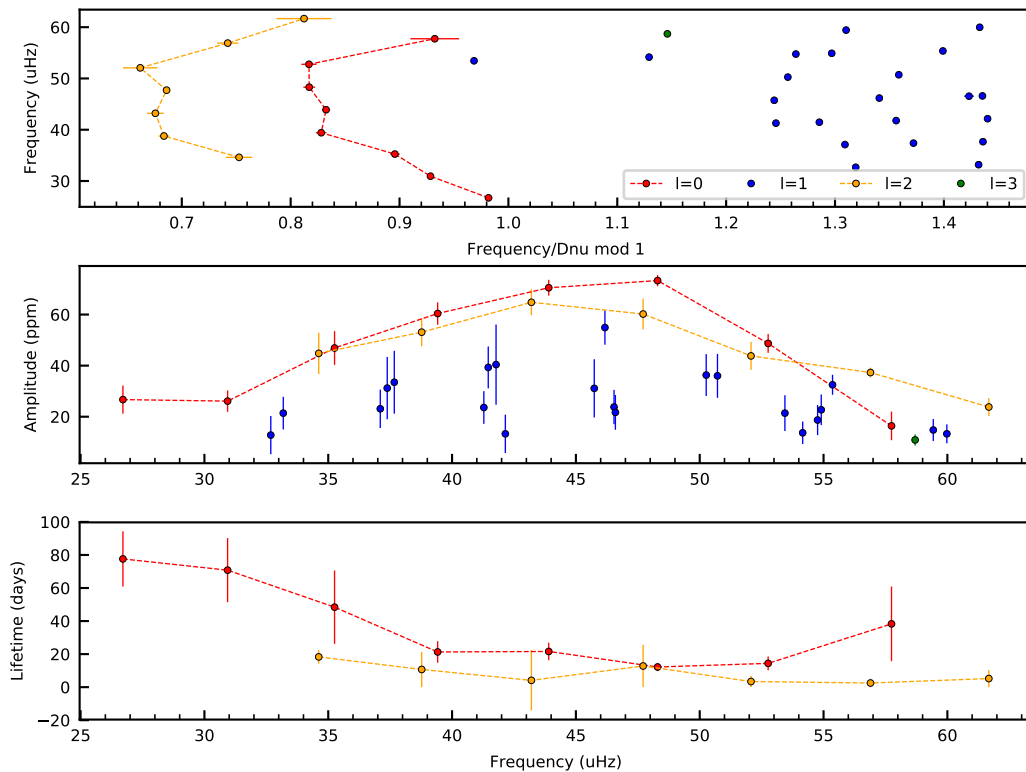 60
50
40
30
Frequency (uHz)
l=0 l=1 l=2 l=3
0.7 0.8 0.9 1.0 1.1 1.2 1.3 1.4
Frequency/Dnu mod 1
60
40
20
Amplitude (ppm)
25 30 35 40 45 50 55 60
100
80
60
40
20
0
−20
Lifetime (days)
25 30 35 40 45 50 55 60
Frequency (uHz)